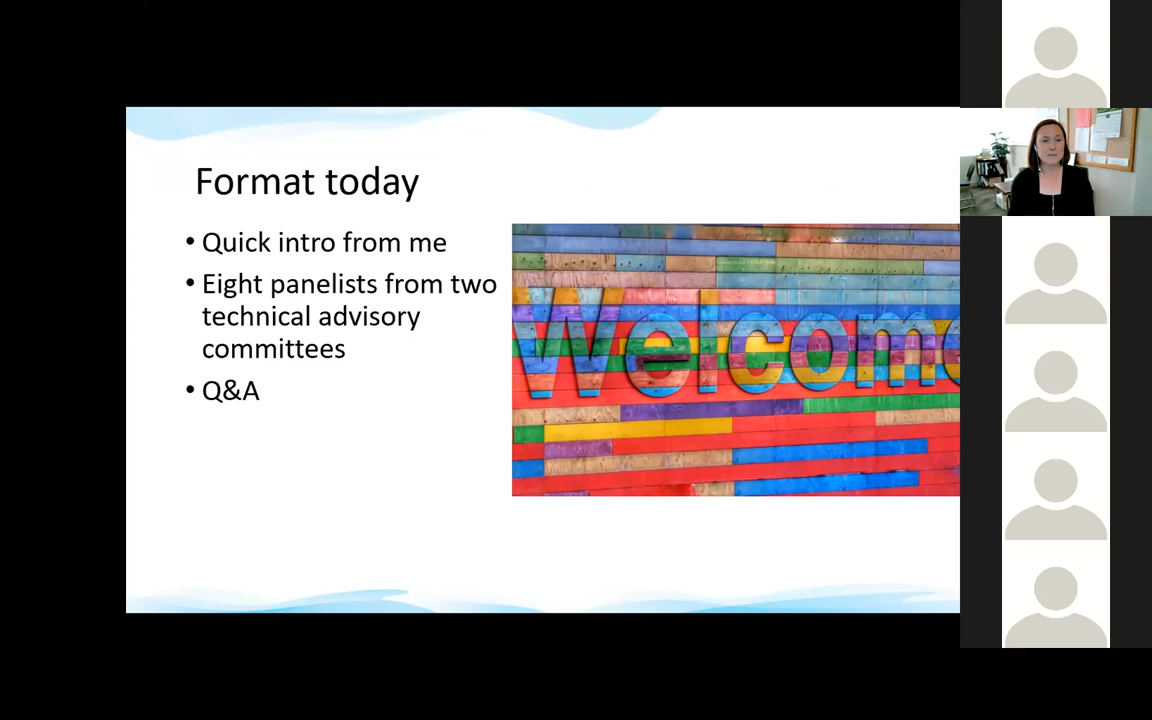 Format today
• Quick intro from me
• Eight panelists from two
technical advisory
committees
• Q&A
Welcome